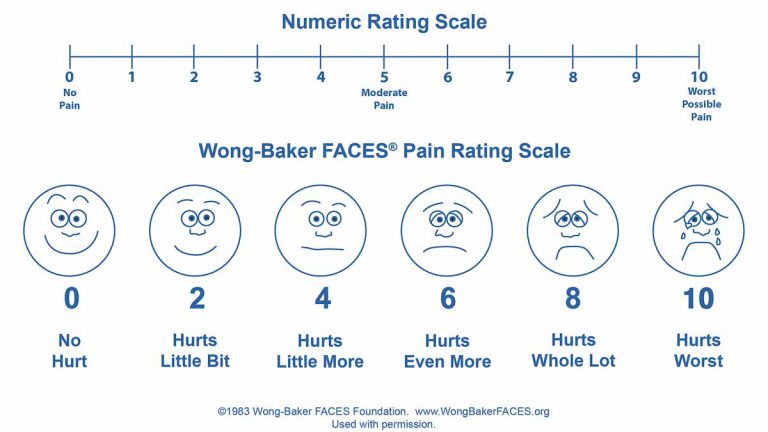 Numeric Rating Scale
0 1 2 3 4 5 6 7 8 9 10
No Pain
Moderate Pain
Worst Possible Pain
Wong-Baker FACES® Pain Rating Scale
0 2 4 6 8 10
No Hurt
Hurts Little Bit
Hurts Little More
Hurts Even More
Hurts Whole Lot
Hurts Worst
©1983 Wong-Baker FACES Foundation. www.WongBakerFACES.org
Used with permission.